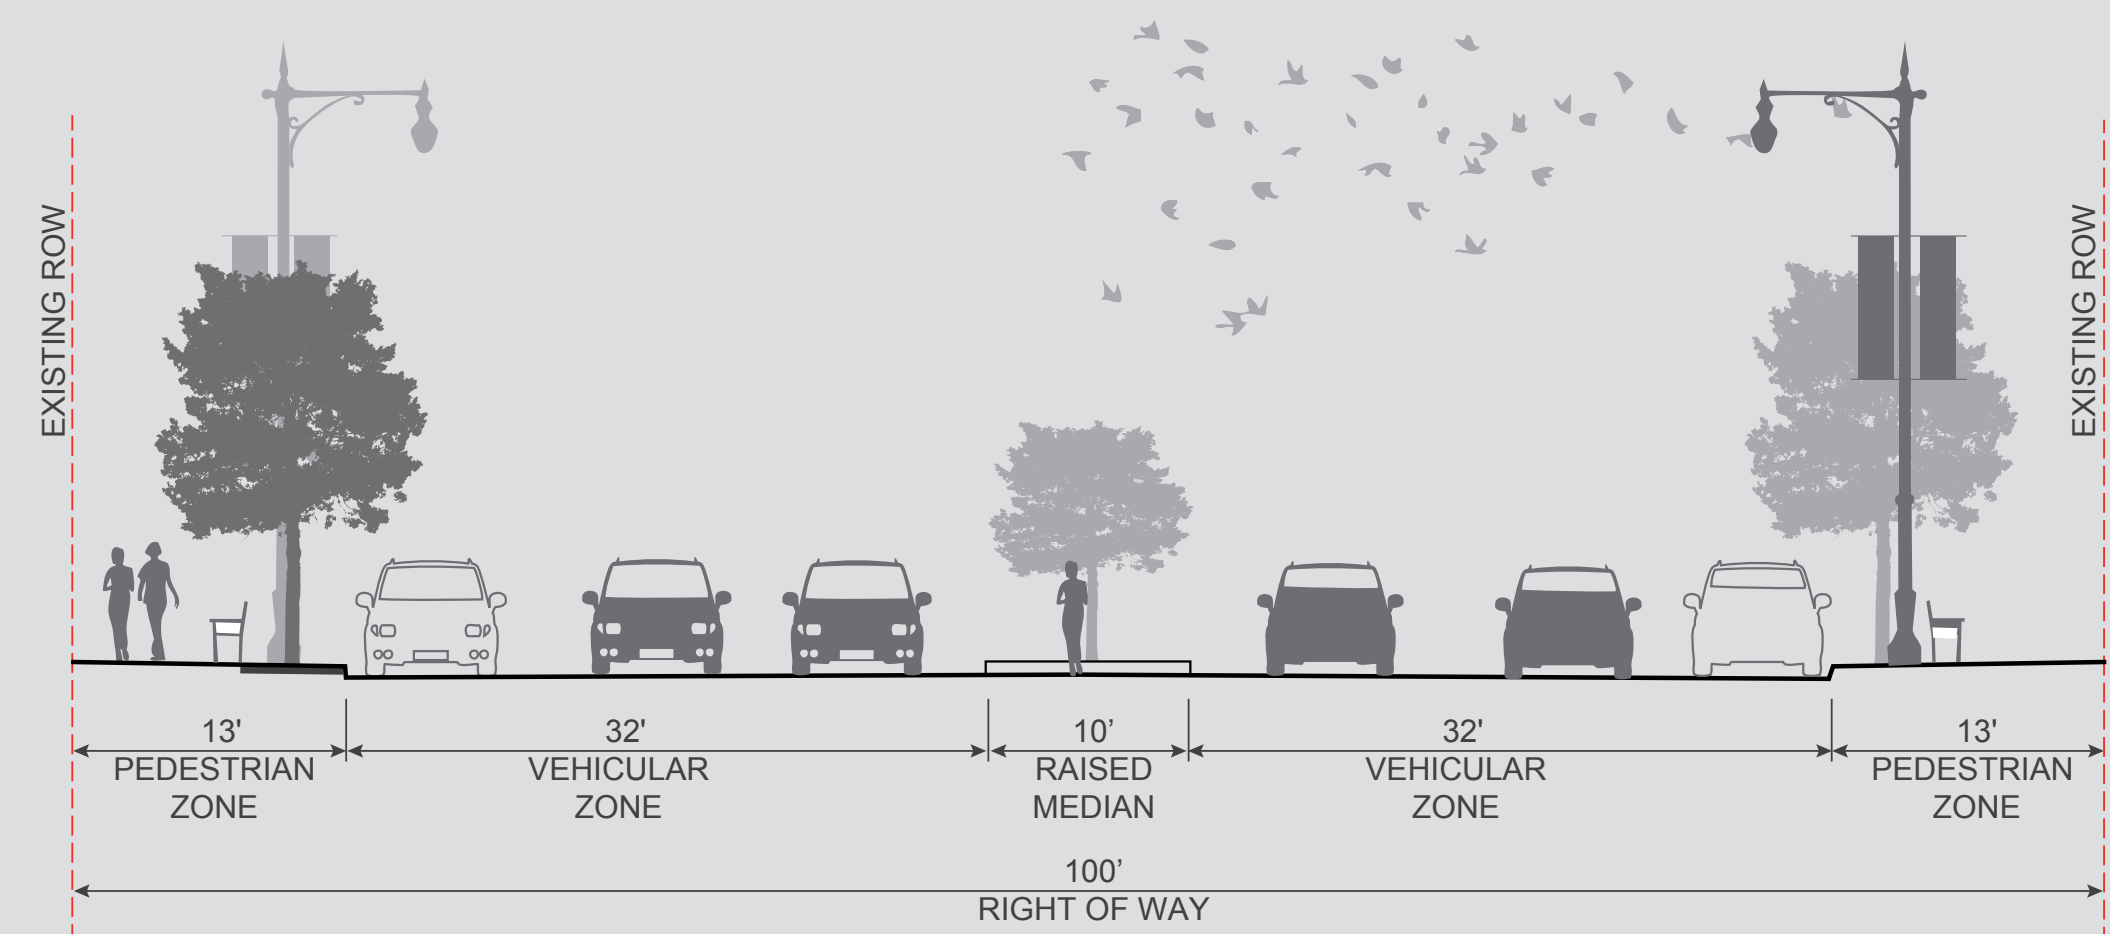 EXISTING ROW
EXISTING ROW
13'
PEDESTRIAN
ZONE
32'
VEHICULAR
ZONE
10’
RAISED
MEDIAN
32'
VEHICULAR
ZONE
13'
PEDESTRIAN
ZONE
100’
RIGHT OF WAY